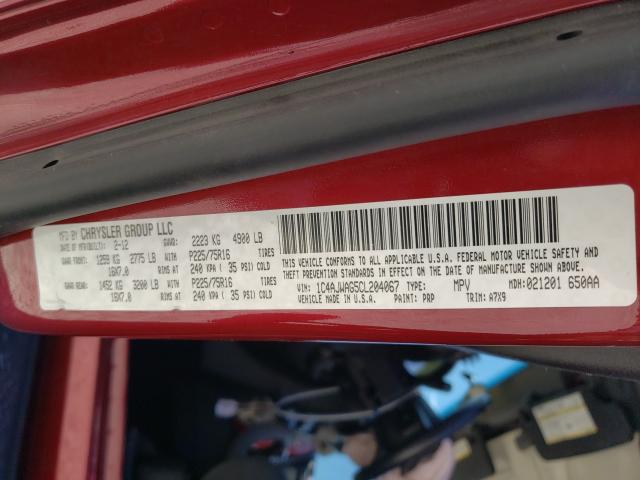 MFD BY CHRYSLER GROUP LLC
DATE OF MFR(BUILT): 2-12 GVWR: 2223 KG 4900 LB
GAWR FRONT: 1259 KG 2775 LB WITH P225/75R16 TIRES
16X7.0 RIMS AT 240 KPA ( 35 PSI) COLD
GAWR REAR: 1452 KG 3200 LB WITH P225/75R16 TIRES
16X7.0 RIMS AT 240 KPA ( 35 PSI) COLD
THIS VEHICLE CONFORMS TO ALL APPLICABLE U.S.A. FEDERAL MOTOR VEHICLE SAFETY AND
THEFT PREVENTION STANDARDS IN EFFECT ON THE DATE OF MANUFACTURE SHOWN ABOVE.
VIN: 1C4AJWAG5CL204067 TYPE: MPV MDH: 021201 650AA
MADE IN U.S.A. PAINT: PRP TRIM: A7X9